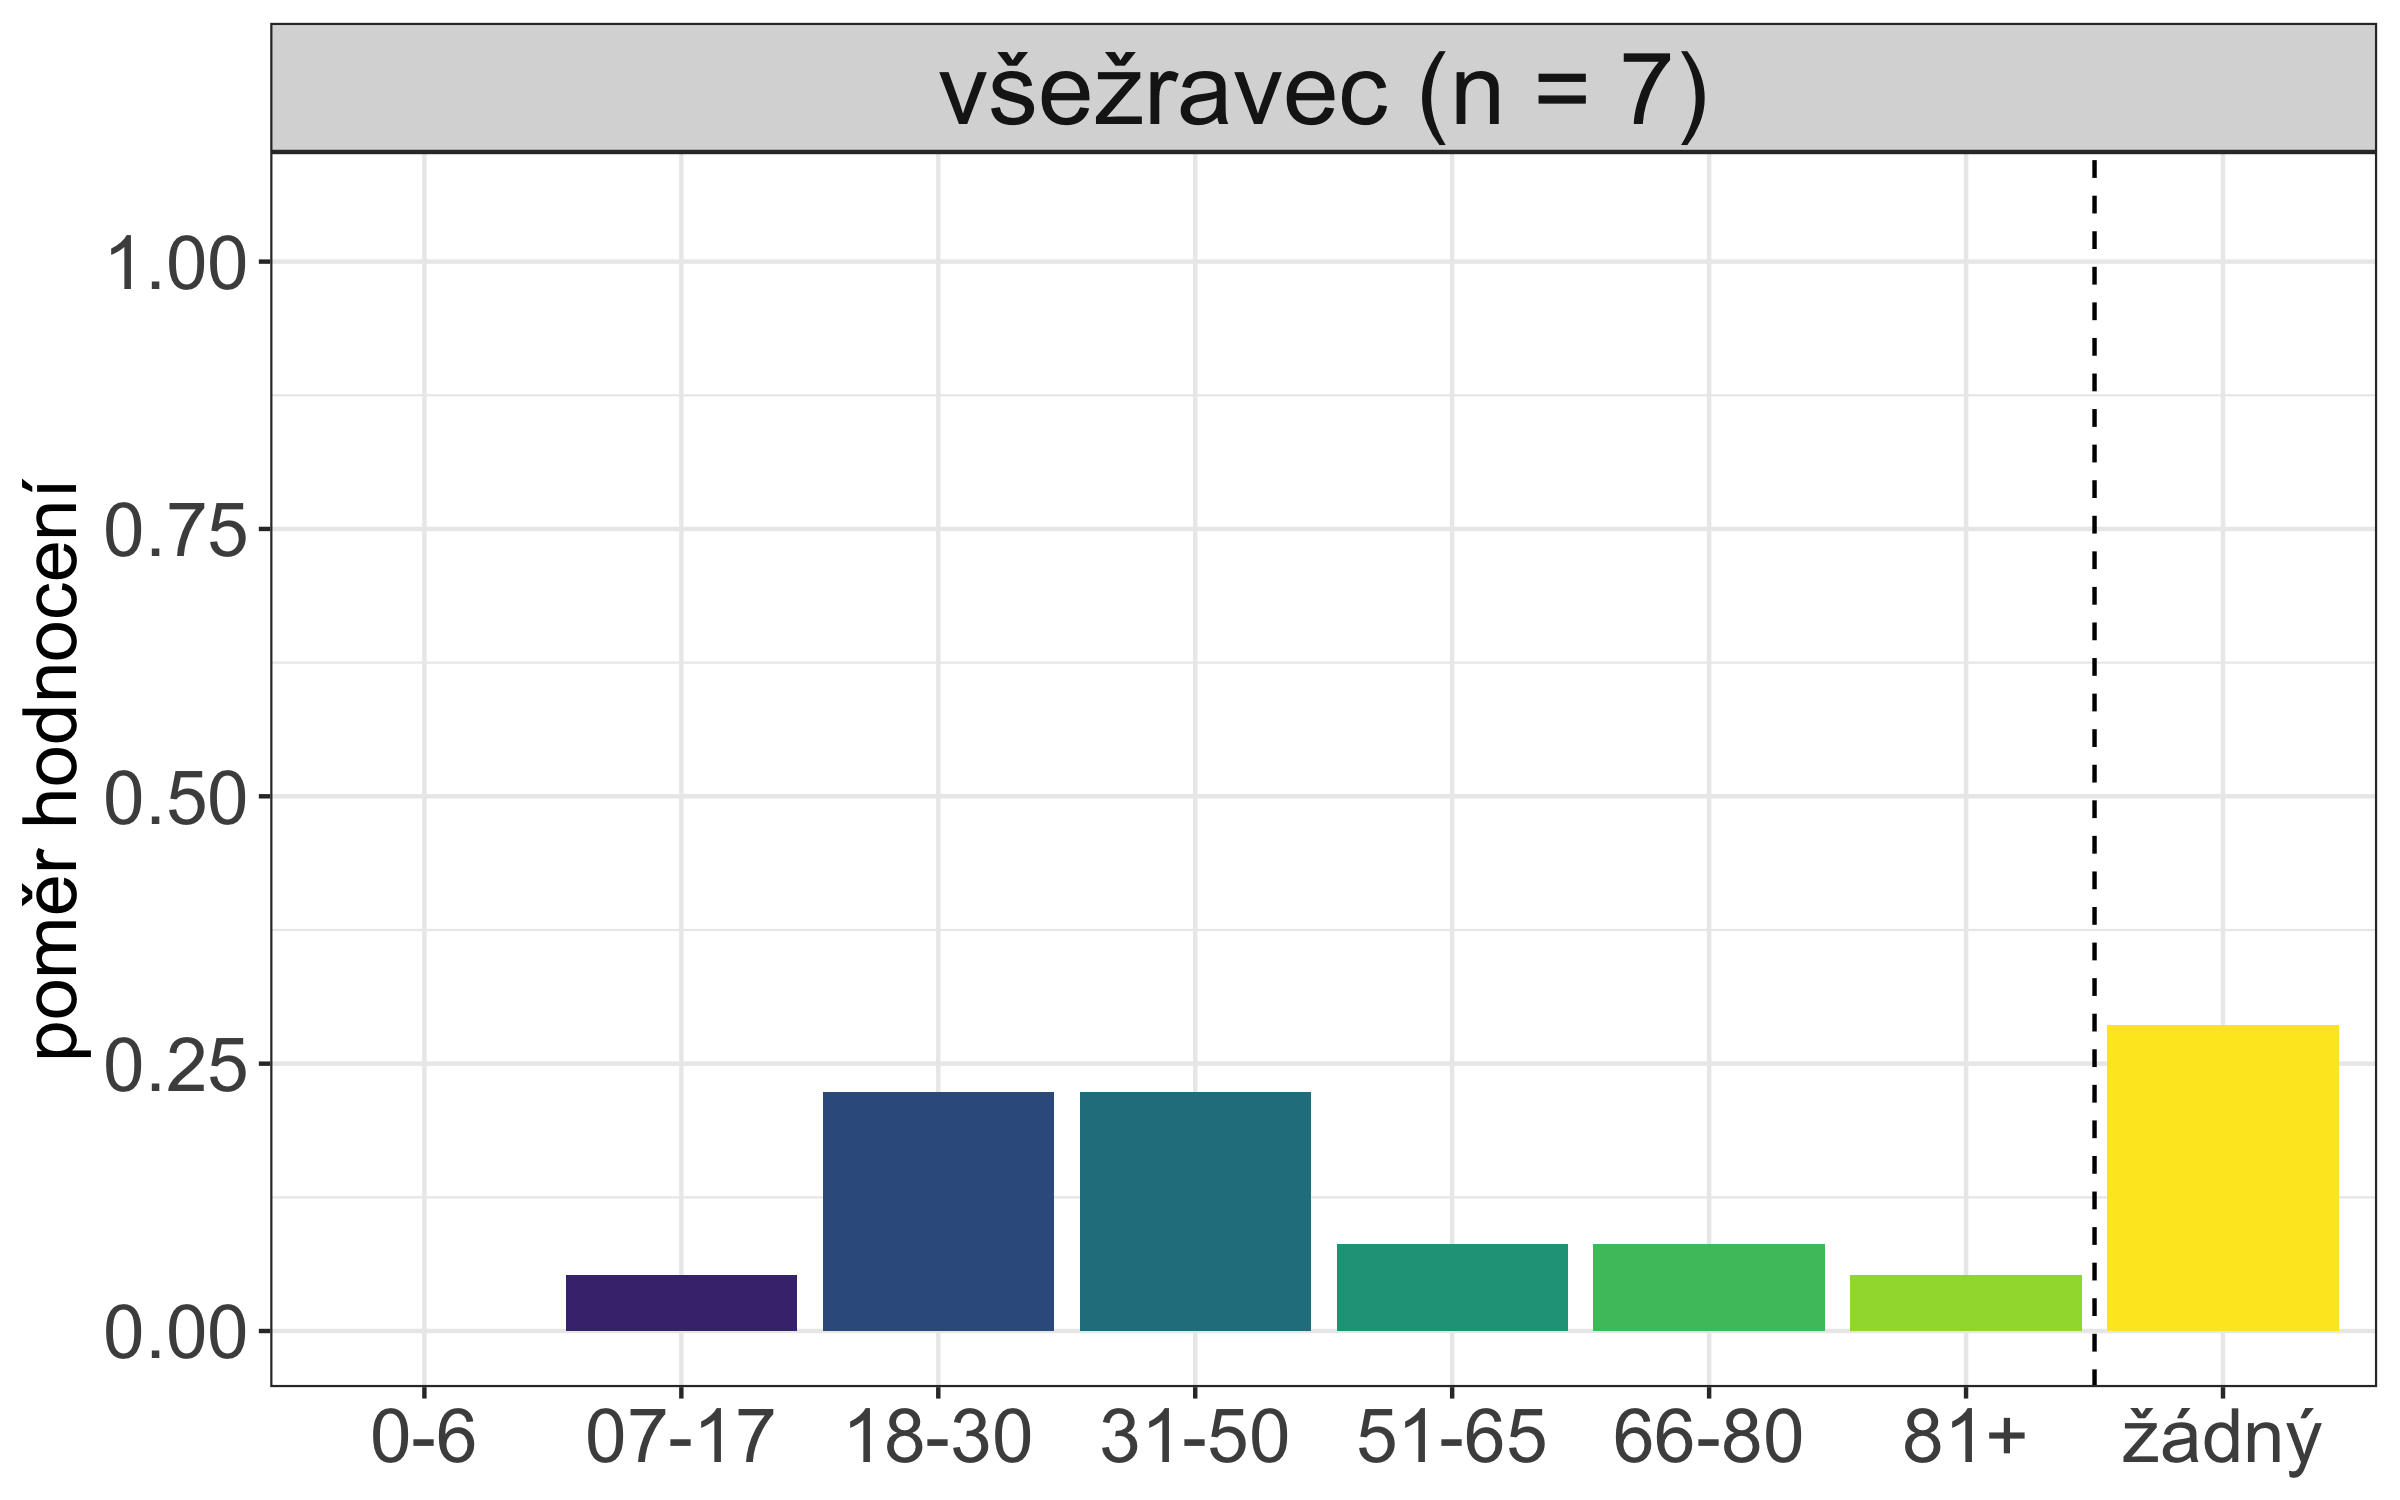 všežravec (n = 7)
poměr hodnocení
1.00
0.75
0.50
0.25
0.00
0-6 07-17 18-30 31-50 51-65 66-80 81+ žádný